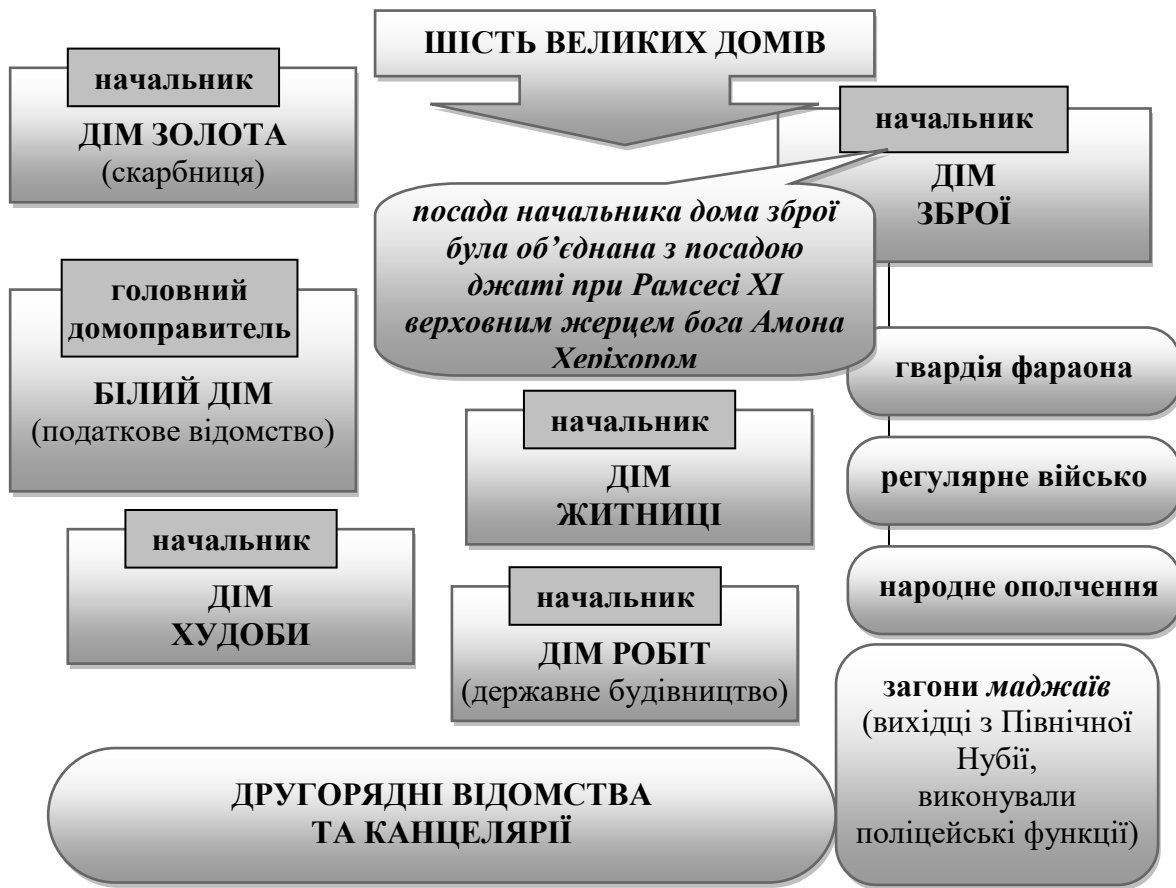 ШІСТЬ ВЕЛИКИХ ДОМІВ
начальник
ДІМ ЗОЛОТА
(скарбниця)
начальник
ДІМ
ЗБРОЇ
посада начальника дома зброї
була об’єднана з посадою
джаті при Рамсесі XI
верховним жерцем бога Амона
Херіхором
головний
домоправитель
БІЛИЙ ДІМ
(податкове відомство)
гвардія фараона
начальник
ДІМ
ЖИТНИЦІ
регулярне військо
начальник
ДІМ
ХУДОБИ
народне ополчення
начальник
ДІМ РОБІТ
(державне будівництво)
загони маджаїв
(вихідці з Північної
Нубії,
виконували
поліцейські функції)
ДРУГОРЯДНІ ВІДОМСТВА
ТА КАНЦЕЛЯРІЇ